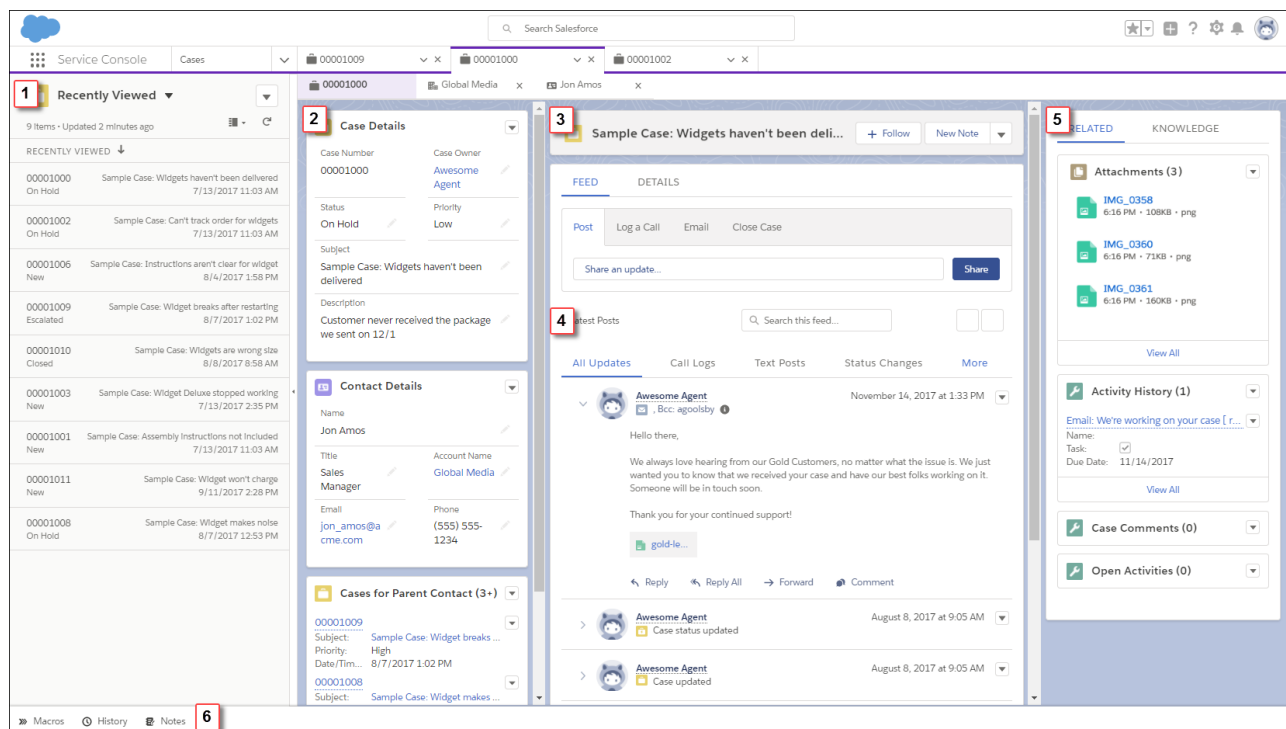 Search Salesforce
Service Console
Cases
00001009
00001000
00001002
00001000
Global Media
Jon Amos
1
Recently Viewed
9 Items • Updated 2 minutes ago
RECENTLY VIEWED
00001000 Sample Case: Widgets haven't been delivered
On Hold 7/13/2017 11:03 AM
00001002 Sample Case: Can't track order for widgets
On Hold 7/13/2017 11:03 AM
00001006 Sample Case: Instructions aren't clear for widget
New 8/4/2017 1:58 PM
00001009 Sample Case: Widget breaks after restarting
Escalated 8/7/2017 1:02 PM
00001010 Sample Case: Widgets are wrong size
Closed 8/8/2017 8:58 AM
00001003 Sample Case: Widget Deluxe stopped working
New 7/13/2017 2:35 PM
00001001 Sample Case: Assembly Instructions not Included
New 7/13/2017 11:03 AM
00001011 Sample Case: Widget won't charge
New 9/11/2017 2:28 PM
00001008 Sample Case: Widget makes noise
On Hold 8/7/2017 12:53 PM
2
Case Details
Case Number Case Owner
00001000 Awesome
Agent
Status Priority
On Hold Low
Subject
Sample Case: Widgets haven't been
delivered
Description
Customer never received the package
we sent on 12/1
Contact Details
Name
Jon Amos
Title Account Name
Sales Global Media
Manager
Email Phone
jon_amos@a (555) 555-
cme.com 1234
Cases for Parent Contact (3+)
00001009
Subject: Sample Case: Widget breaks ...
Priority: High
Date/Tim... 8/7/2017 1:02 PM
00001008
Subject: Sample Case: Widget makes ...
3
Sample Case: Widgets haven't been deli...
+ Follow
New Note
FEED DETAILS
Post Log a Call Email Close Case
Share an update...
Share
4
atest Posts
Search this feed...
All Updates Call Logs Text Posts Status Changes More
Awesome Agent November 14, 2017 at 1:33 PM
, Bcc: agoolsby
Hello there,
We always love hearing from our Gold Customers, no matter what the issue is. We just
wanted you to know that we received your case and have our best folks working on it.
Someone will be in touch soon.
Thank you for your continued support!
gold-le...
Reply Reply All Forward Comment
Awesome Agent August 8, 2017 at 9:05 AM
Case status updated
Awesome Agent August 8, 2017 at 9:05 AM
Case updated
5
RELATED KNOWLEDGE
Attachments (3)
IMG_0358
6:16 PM • 108KB • png
IMG_0360
6:16 PM • 71KB • png
IMG_0361
6:16 PM • 160KB • png
View All
Activity History (1)
Email: We're working on your case [ r...
Name:
Task:
Due Date: 11/14/2017
View All
Case Comments (0)
Open Activities (0)
Macros History Notes
6